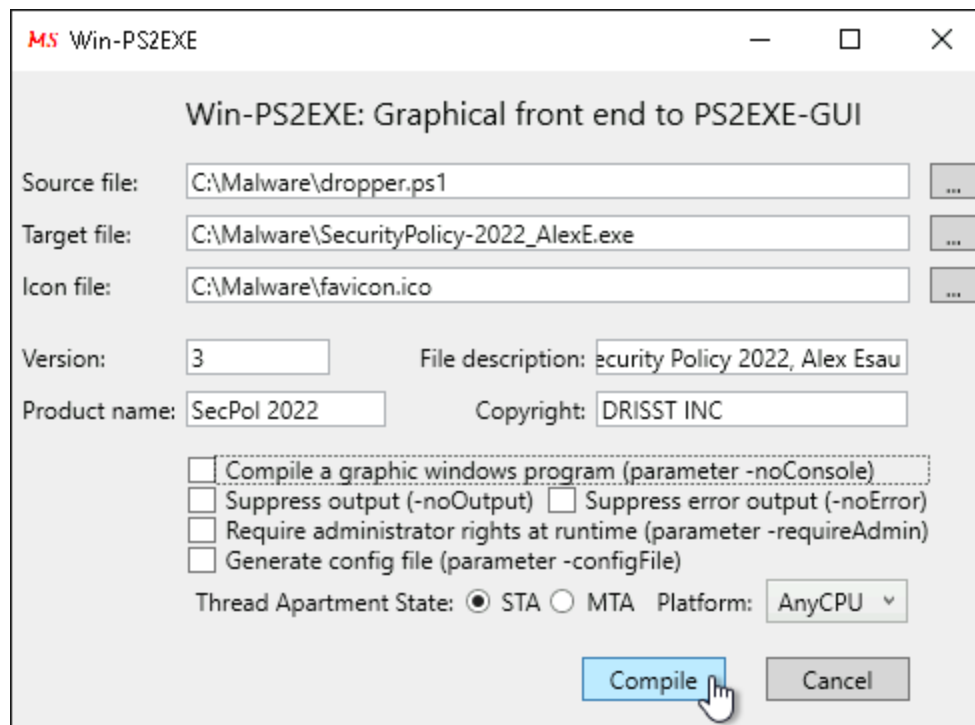 MS Win-PS2EXE
Win-PS2EXE: Graphical front end to PS2EXE-GUI
Source file: C:\Malware\dropper.ps1 ...
Target file: C:\Malware\SecurityPolicy-2022_AlexE.exe ...
Icon file: C:\Malware\favicon.ico ...
Version: 3 File description: ecurity Policy 2022, Alex Esau
Product name: SecPol 2022 Copyright: DRISST INC
Compile a graphic windows program (parameter -noConsole)
Suppress output (-noOutput) Suppress error output (-noError)
Require administrator rights at runtime (parameter -requireAdmin)
Generate config file (parameter -configFile)
Thread Apartment State: STA MTA Platform: AnyCPU
Compile Cancel